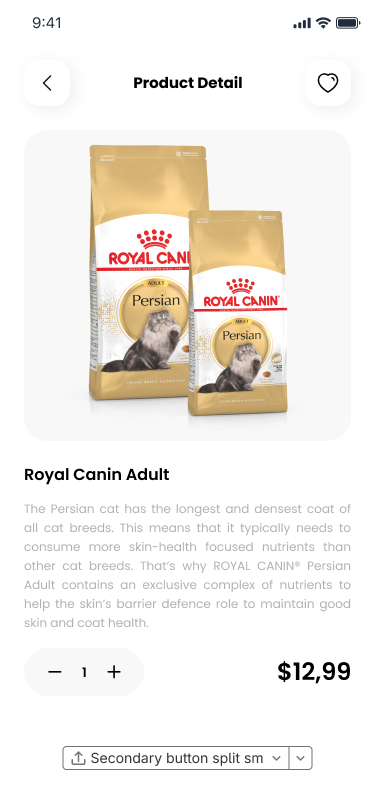 9:41
Product Detail
ROYAL CANI
ADULT
Persian
ROYAL CANIN
ADULT
Persian
Royal Canin Adult
The Persian cat has the longest and densest coat of
all cat breeds. This means that it typically needs to
consume more skin-health focused nutrients than
other cat breeds. That’s why ROYAL CANIN® Persian
Adult contains an exclusive complex of nutrients to
help the skin’s barrier defence role to maintain good
skin and coat health.
1
$12,99
Secondary button split sm